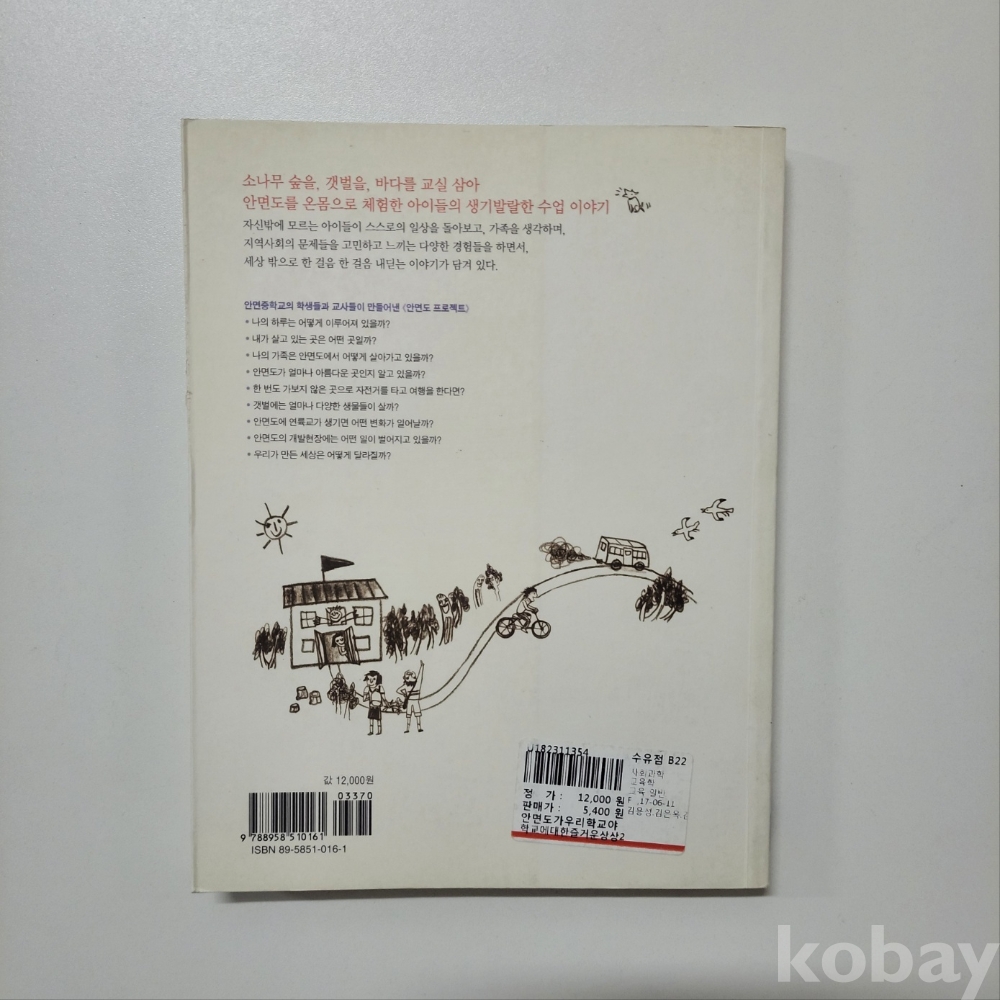 소나무 숲을, 갯벌을, 바다를 교실 삼아
안면도를 온몸으로 체험한 아이들의 생기발랄한 수업 이야기
자신밖에 모르는 아이들이 스스로의 일상을 돌아보고, 가족을 생각하며,
지역사회의 문제들을 고민하고 느끼는 다양한 경험들을 하면서,
세상 밖으로 한 걸음 한 걸음 내딛는 이야기가 담겨 있다.
안면중학교의 학생들과 교사들이 만들어낸 《안면도 프로젝트》
• 나의 하루는 어떻게 이루어져 있을까?
• 내가 살고 있는 곳은 어떤 곳일까?
• 나의 가족은 안면도에서 어떻게 살아가고 있을까?
• 안면도가 얼마나 아름다운 곳인지 알고 있을까?
• 한 번도 가보지 않은 곳으로 자전거를 타고 여행을 한다면?
• 갯벌에는 얼마나 다양한 생물들이 살까?
• 안면도에 연륙교가 생기면 어떤 변화가 일어날까?
• 안면도의 개발현장에는 어떤 일이 벌어지고 있을까?
• 우리가 만든 세상은 어떻게 달라질까?
값 12,000원
03370
9 788958 510161
ISBN 89-5851-016-1
U182311354
수유점 B22
사회과학
교육학
교육 일반
F ,17-06-11
김용성,김은옥
정 가 : 12,000 원
판매가 : 5,400 원
안면도가우리학교야
학교에대한즐거운상상2
kobay